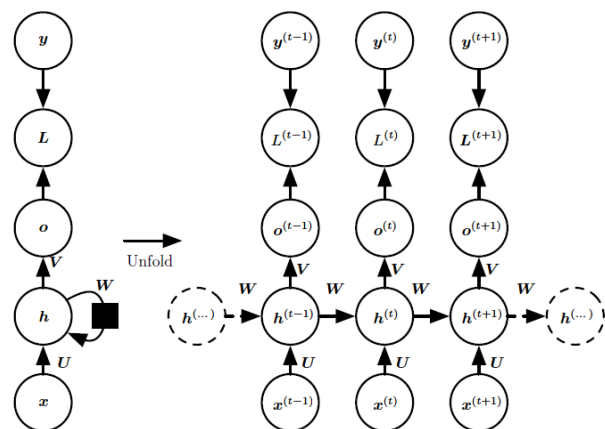 y y^(t−1) y^(t) y^(t+1)
L L^(t−1) L^(t) L^(t+1)
o o^(t−1) o^(t) o^(t+1)
Unfold
V V V V
W W W W W
h h^(...) h^(t−1) h^(t) h^(t+1) h^(...)
U U U U
x x^(t−1) x^(t) x^(t+1)